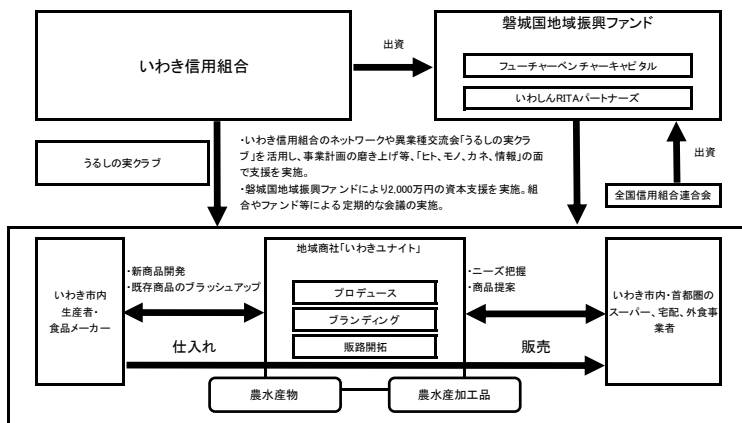 いわき信用組合
出資
磐城国地域振興ファンド
フューチャーベンチャーキャピタル
いわしんRITAパートナーズ
うるしの実クラブ
・いわき信用組合のネットワークや異業種交流会「うるしの実クラ
ブ」を活用し、事業計画の磨き上げ等、「ヒト、モノ、カネ、情報」の面
で支援を実施。
・磐城国地域振興ファンドにより2,000万円の資本支援を実施。組
合やファンド等による定期的な会議の実施。
出資
全国信用組合連合会
いわき市内
生産者・
食品メーカー
・新商品開発
・既存商品のブラッシュアップ
仕入れ
地域商社「いわきユナイト」
プロデュース
ブランディング
販路開拓
・ニーズ把握
・商品提案
販売
いわき市内・首都圏の
スーパー、宅配、外食事
業者
農水産物
農水産加工品